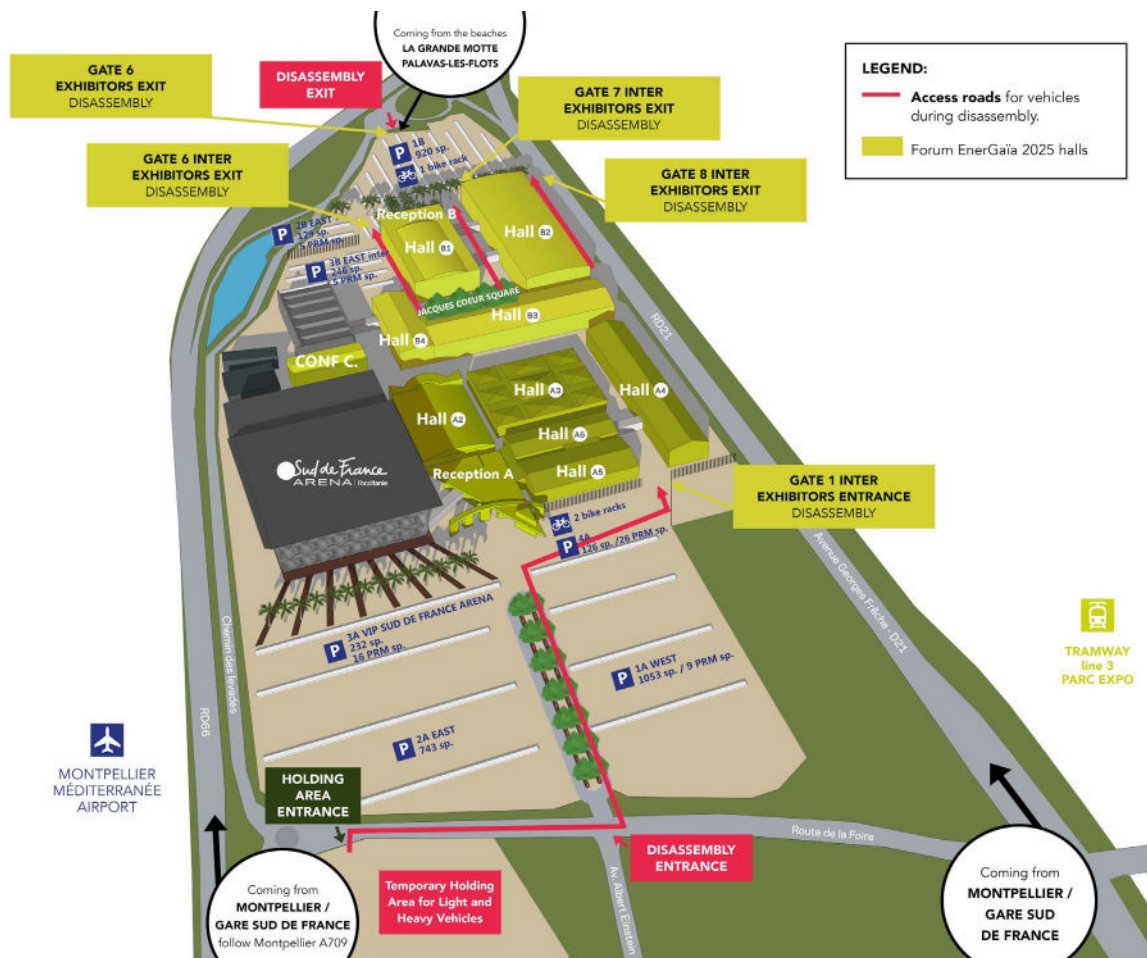 Coming from the beaches
LA GRANDE MOTTE
PALAVAS-LES-FLOTS
GATE 6
EXHIBITORS EXIT
DISASSEMBLY
DISASSEMBLY
EXIT
GATE 7 INTER
EXHIBITORS EXIT
DISASSEMBLY
LEGEND:
Access roads for vehicles
during disassembly.
Forum EnerGaïa 2025 halls
GATE 6 INTER
EXHIBITORS EXIT
DISASSEMBLY
P 1B
920 sp.
1 bike rack
GATE 8 INTER
EXHIBITORS EXIT
DISASSEMBLY
P 2B EAST
129 sp.
5 PRM sp.
Reception B
Hall B1
Hall B2
P 3B EAST inter
246 sp.
5 PRM sp.
JACQUES COEUR SQUARE
Hall B3
Hall B4
RD21
CONF C.
Hall A3
Hall A4
Hall A2
Hall A6
Sud de France
ARENA | l'occitanie
Reception A
Hall A5
GATE 1 INTER
EXHIBITORS ENTRANCE
DISASSEMBLY
2 bike racks
P 4A
126 sp. /26 PRM sp.
Avenue Georges Frêche - D21
Chemin des levades
P 3A VIP SUD DE FRANCE ARENA
232 sp.
16 PRM sp.
P 1A WEST
1053 sp. / 9 PRM sp.
TRAMWAY
line 3
PARC EXPO
RD66
P 2A EAST
743 sp.
MONTPELLIER
MÉDITERRANÉE
AIRPORT
HOLDING
AREA
ENTRANCE
Route de la Foire
DISASSEMBLY
ENTRANCE
Av. Albert Einstein
Temporary Holding
Area for Light and
Heavy Vehicles
Coming from
MONTPELLIER /
GARE SUD DE FRANCE
follow Montpellier A709
Coming from
MONTPELLIER /
GARE SUD
DE FRANCE